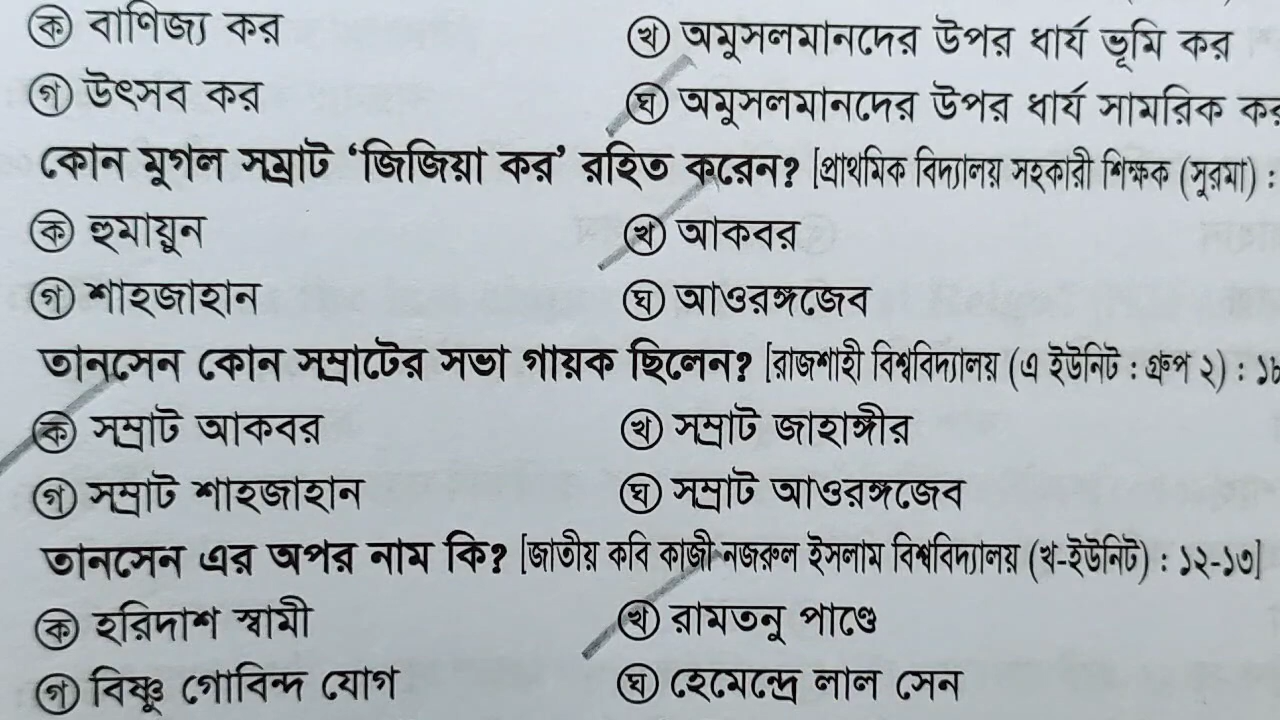 ক বাণিজ্য কর
খ অমুসলমানদের উপর ধার্য ভূমি কর
গ উৎসব কর
ঘ অমুসলমানদের উপর ধার্য সামরিক কর
কোন মুগল সম্রাট ‘জিজিয়া কর’ রহিত করেন? [প্রাথমিক বিদ্যালয় সহকারী শিক্ষক (সুরমা) :
ক হুমায়ুন
খ আকবর
গ শাহজাহান
ঘ আওরঙ্গজেব
তানসেন কোন সম্রাটের সভা গায়ক ছিলেন? [রাজশাহী বিশ্ববিদ্যালয় (এ ইউনিট : গ্রুপ ২) :
ক সম্রাট আকবর
খ সম্রাট জাহাঙ্গীর
গ সম্রাট শাহজাহান
ঘ সম্রাট আওরঙ্গজেব
তানসেন এর অপর নাম কি? [জাতীয় কবি কাজী নজরুল ইসলাম বিশ্ববিদ্যালয় (খ-ইউনিট) : ১২-১৩]
ক হরিদাশ স্বামী
খ রামতনু পাণ্ডে
গ বিষ্ণু গোবিন্দ যোগ
ঘ হেমেন্দ্রে লাল সেন